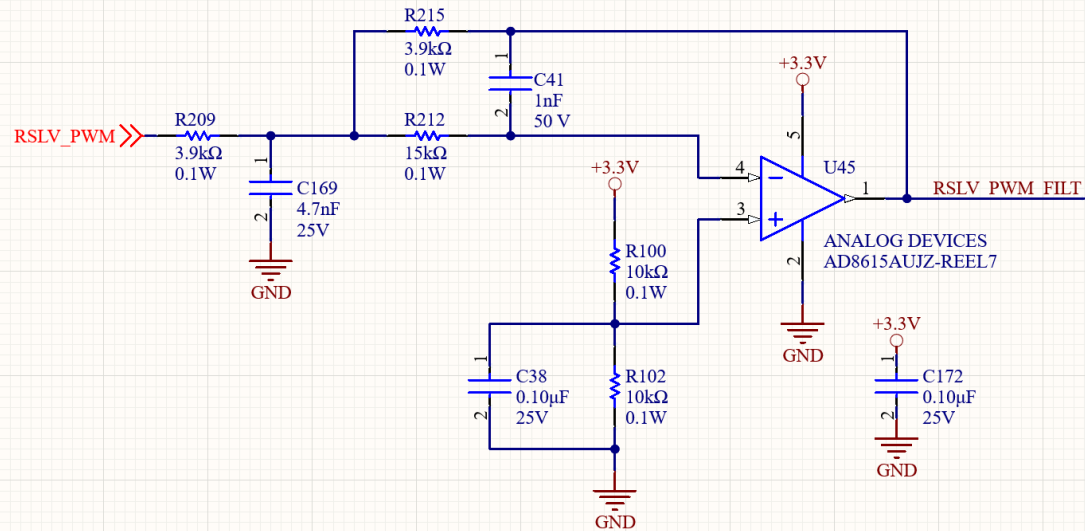 R215
3.9kΩ
0.1W
1
C41
1nF
50 V
2
+3.3V
RSLV_PWM
R209
3.9kΩ
0.1W
R212
15kΩ
0.1W
5
1
C169
4.7nF
25V
2
GND
+3.3V
4
3
U45
1
RSLV_PWM_FILT
2
ANALOG DEVICES
AD8615AUJZ-REEL7
R100
10kΩ
0.1W
GND
+3.3V
1
C38
0.10µF
25V
2
R102
10kΩ
0.1W
1
C172
0.10µF
25V
2
GND
GND